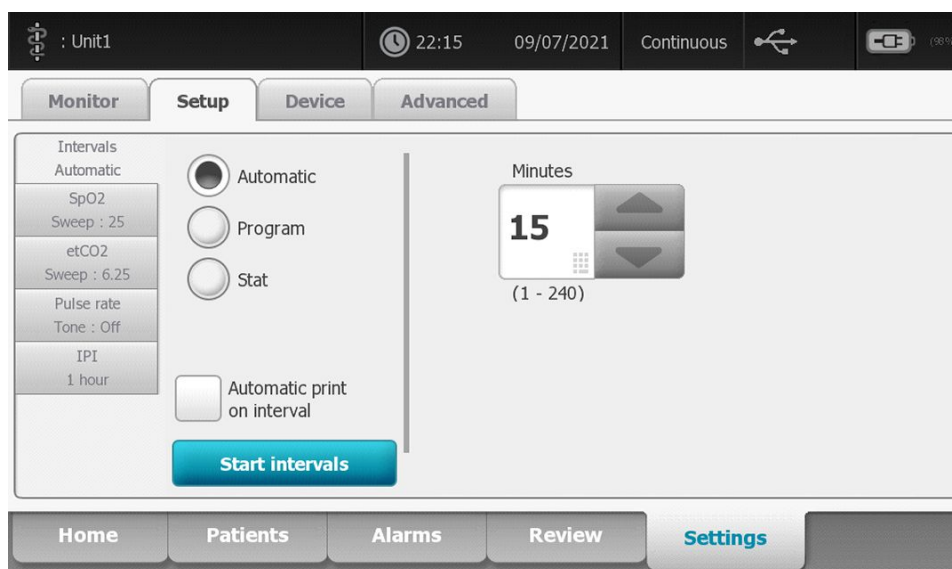 : Unit1 22:15 09/07/2021 Continuous (98%
Monitor Setup Device Advanced
Intervals
Automatic
SpO2
Sweep : 25
etCO2
Sweep : 6.25
Pulse rate
Tone : Off
IPI
1 hour
Automatic
Program
Stat
Automatic print
on interval
Start intervals
Minutes
15
(1 - 240)
Home Patients Alarms Review Settings